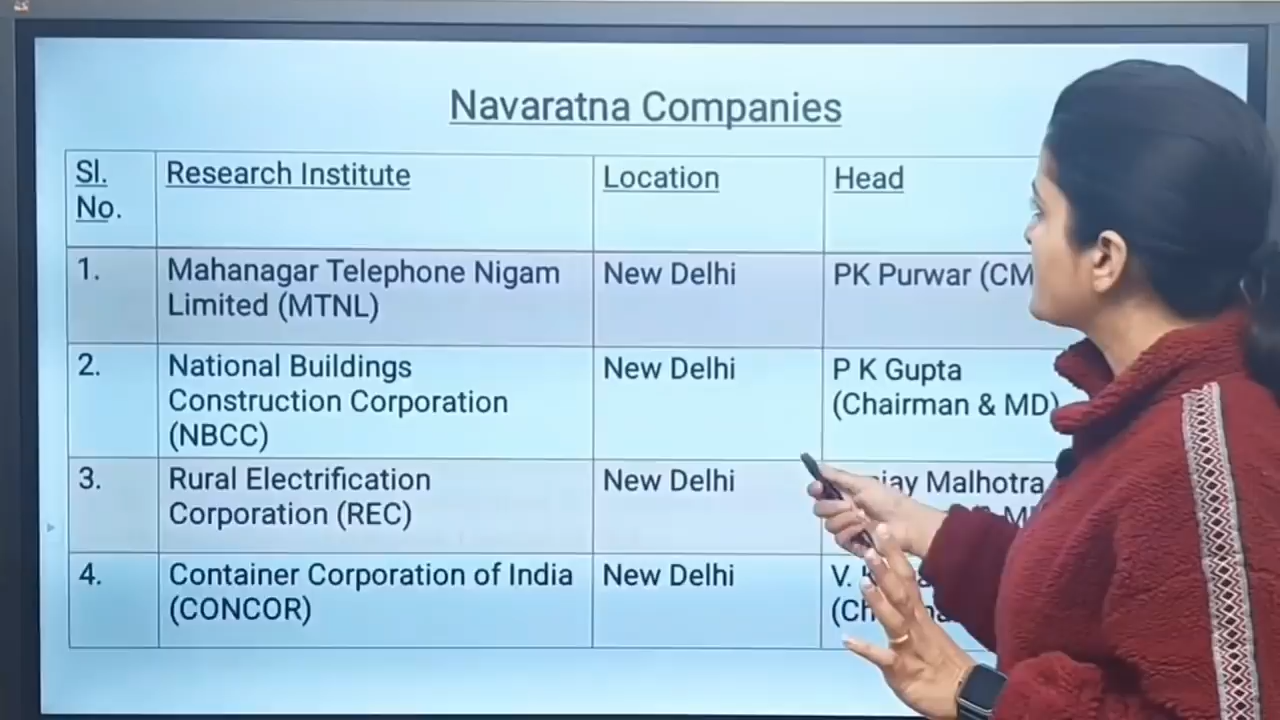 Navaratna Companies
Sl.
No.
Research Institute
Location
Head
1.
Mahanagar Telephone Nigam
Limited (MTNL)
New Delhi
PK Purwar (CM
2.
National Buildings
Construction Corporation
(NBCC)
New Delhi
P K Gupta
(Chairman & MD)
3.
Rural Electrification
Corporation (REC)
New Delhi
Malhotra
4.
Container Corporation of India
(CONCOR)
New Delhi
V.